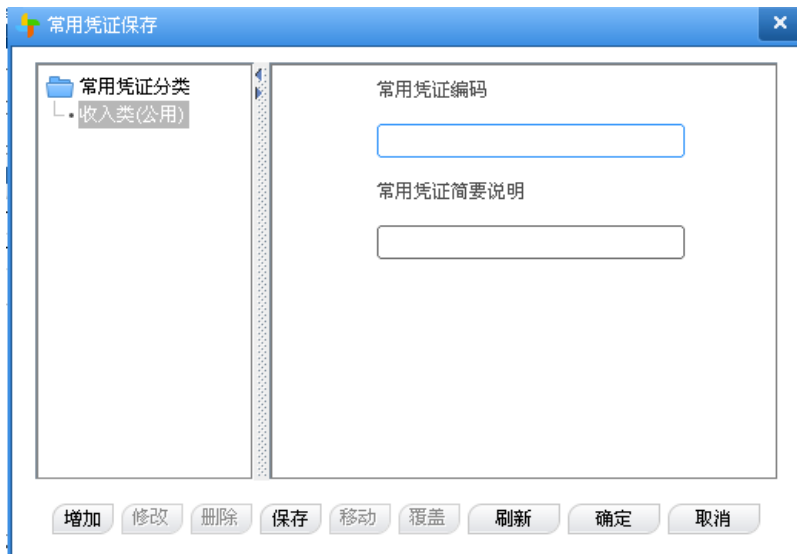 常用凭证保存
常用凭证分类
收入类(公用)
常用凭证编码
常用凭证简要说明
增加 修改 删除 保存 移动 覆盖 刷新 确定 取消